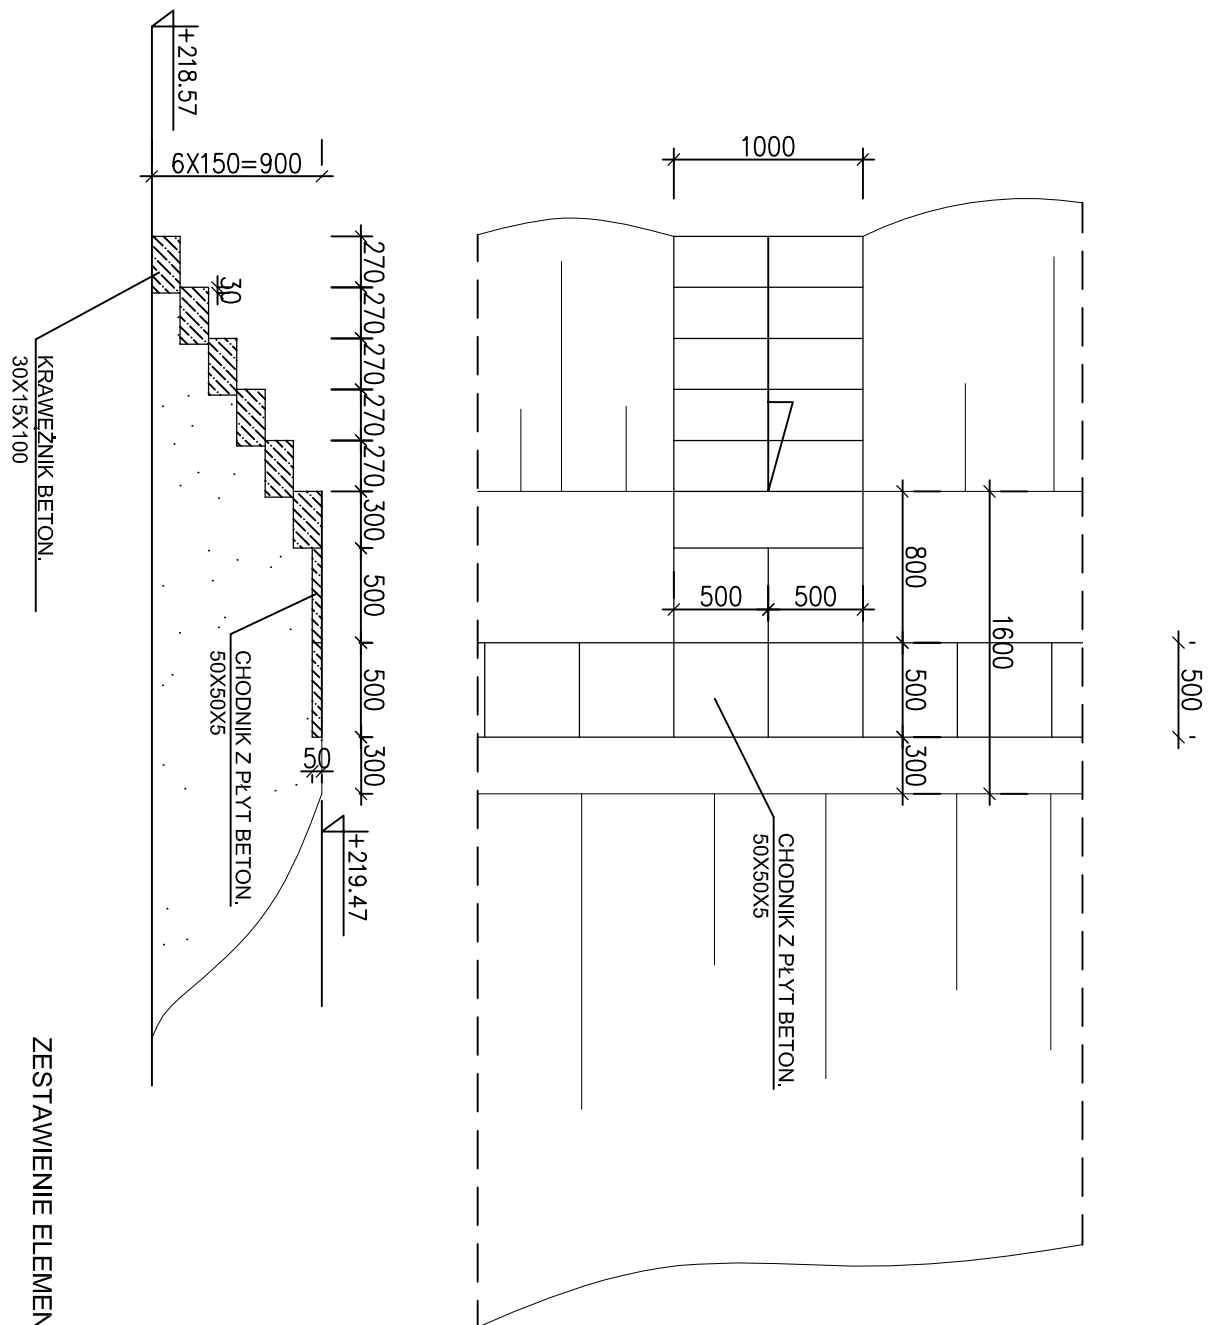 +218.57
6X150=900
270
270
270
270
270
300
500
500
300
30
50
KRAWĘŻNIK BETON.
30X15X100
CHODNIK Z PŁYT BETON.
50X50X5
+219.47
1000
500
500
800
500
300
1600
500
CHODNIK Z PŁYT BETON.
50X50X5
ZESTAWIENIE ELEMEN